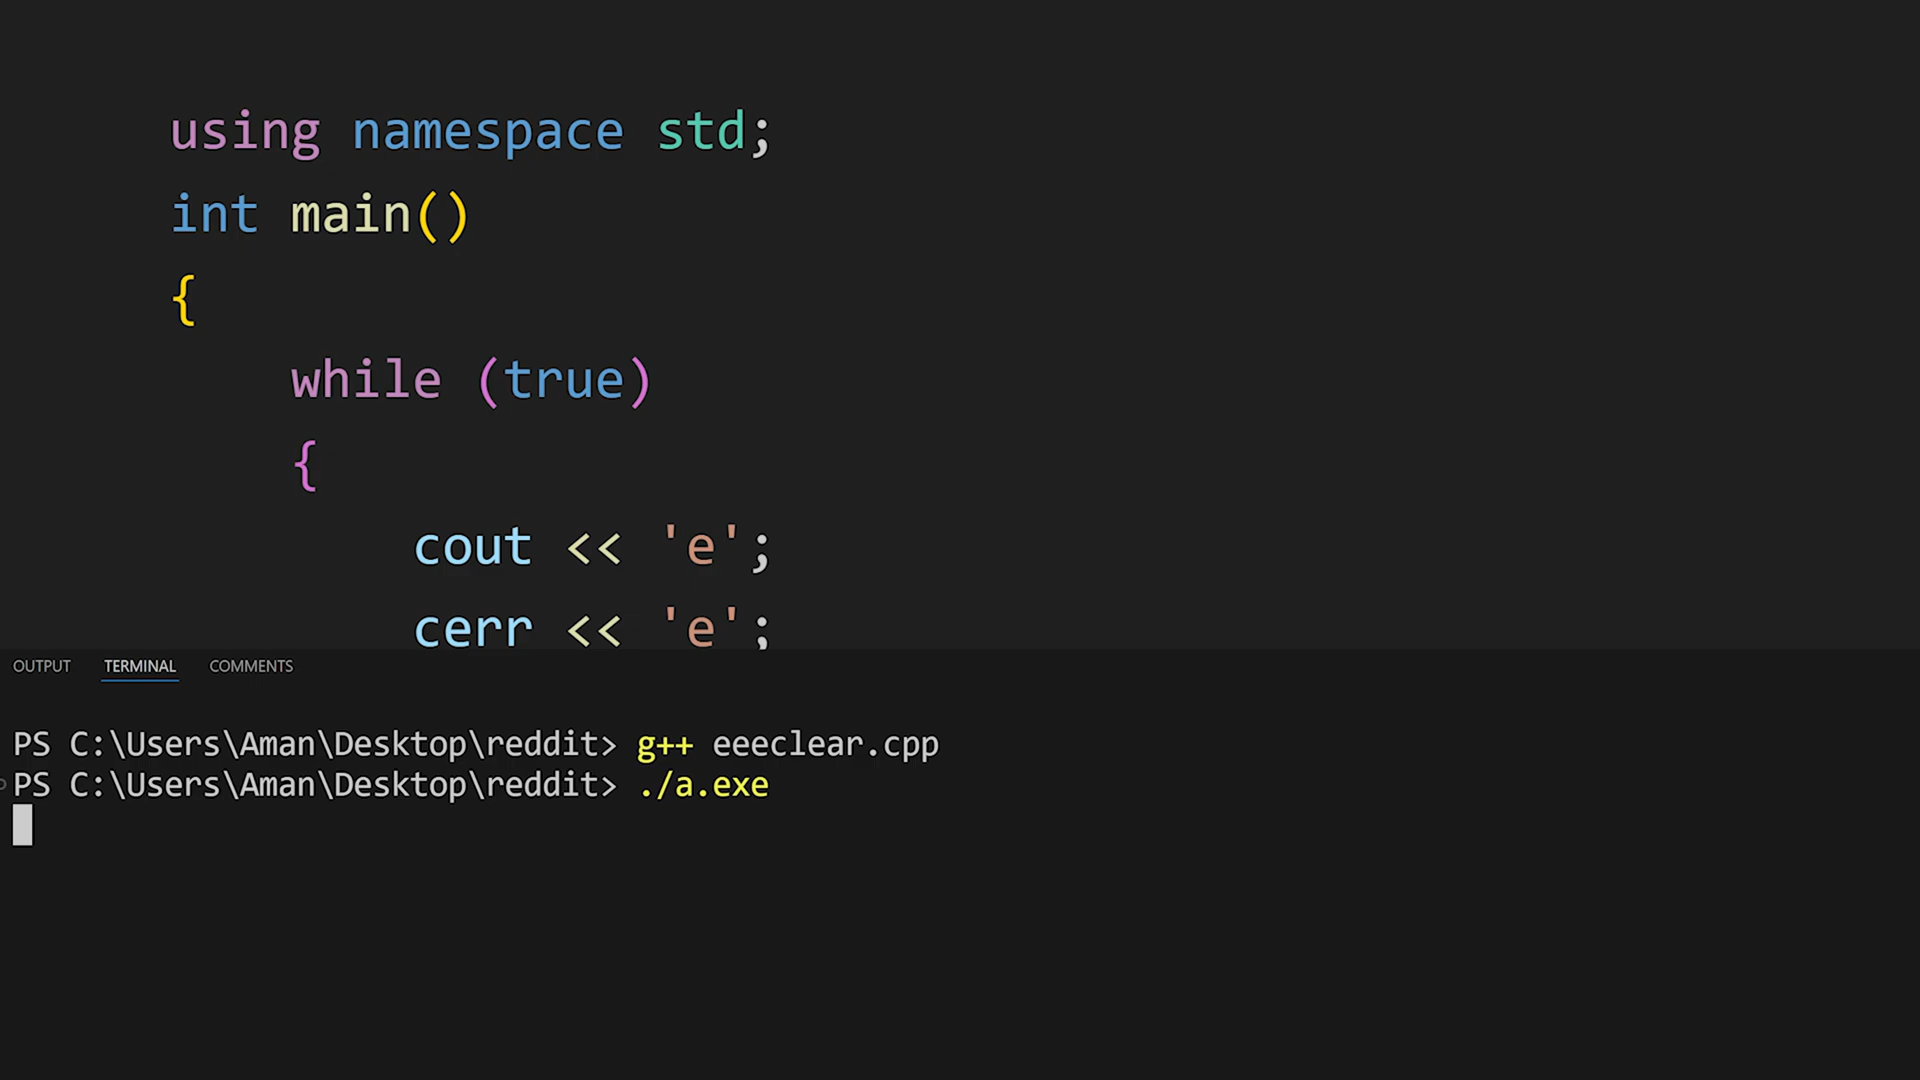 using namespace std;
int main()
{
while (true)
{
cout << 'e';
cerr << 'e';
OUTPUT TERMINAL COMMENTS
PS C:\Users\Aman\Desktop\reddit> g++ eeeclear.cpp
PS C:\Users\Aman\Desktop\reddit> ./a.exe